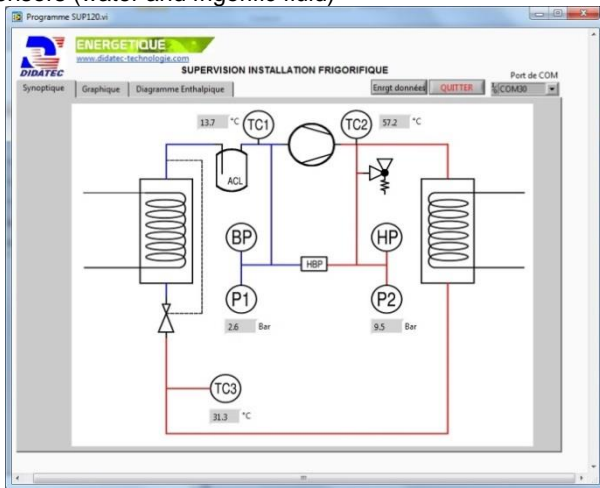 sensors (water and frigorific fluid)
Programme SUP120.vi
DIDATEC
ENERGETIQUE
www.didatec-technologie.com
SUPERVISION INSTALLATION FRIGORIFIQUE
Port de COM
Synoptique Graphique Diagramme Enthalpique Enrgt données QUITTER COM30
13.7 °C TC1 TC2 57.2 °C
ACL
BP HP
HBP
P1 P2
2.6 Bar 9.5 Bar
TC3
31.3 °C